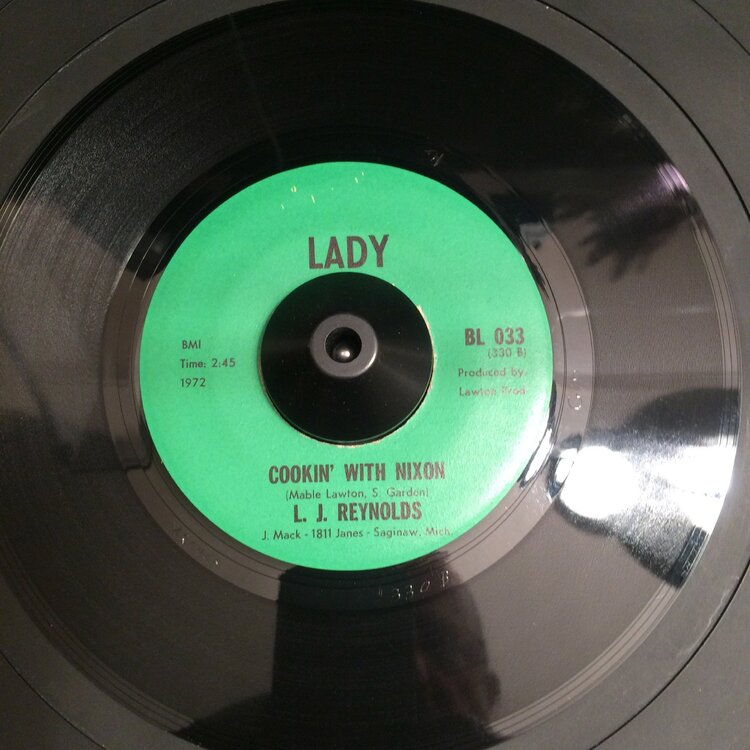 LADY
BMI
Time: 2:45
1972
BL 033
(330 B)
Produced by:
Lawton Prod
COOKIN' WITH NIXON
(Mable Lawton, S. Gardon)
L. J. REYNOLDS
J. Mack - 1811 Janes - Saginaw, Mich.
330 B